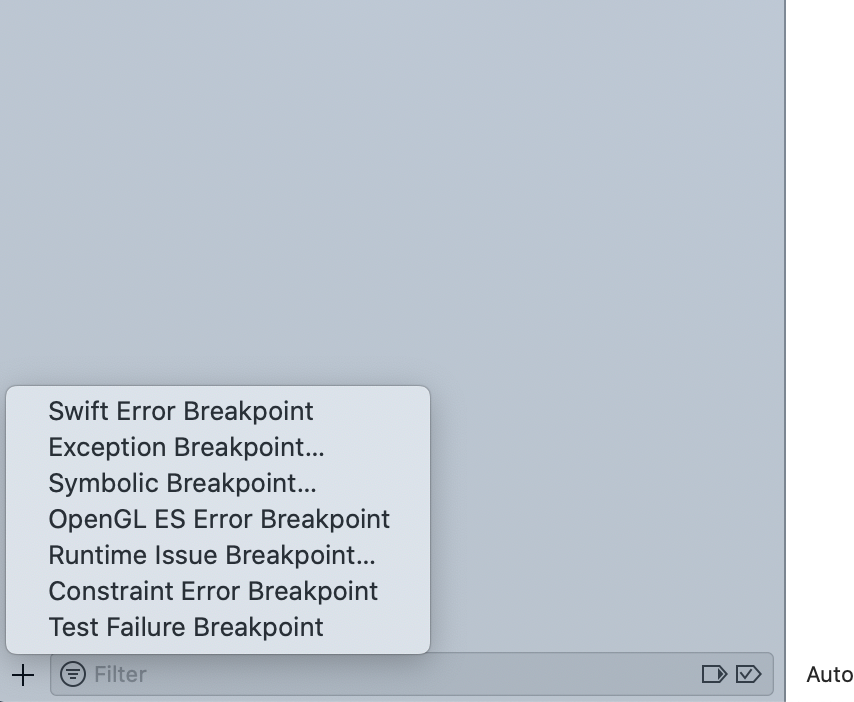 Swift Error Breakpoint
Exception Breakpoint...
Symbolic Breakpoint...
OpenGL ES Error Breakpoint
Runtime Issue Breakpoint...
Constraint Error Breakpoint
Test Failure Breakpoint
Filter
Auto